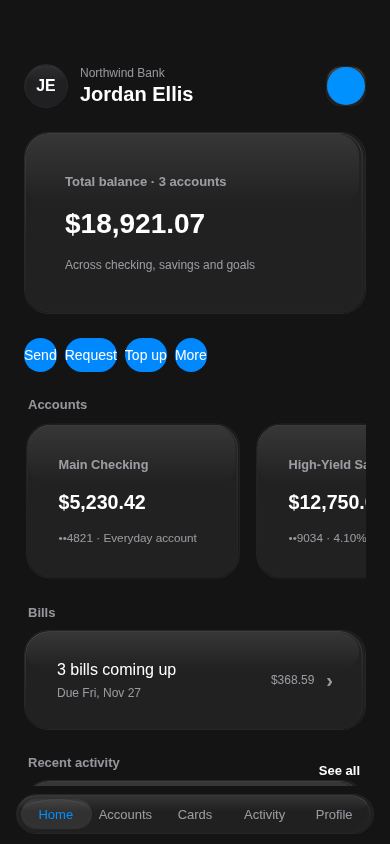 JE
Northwind Bank
Jordan Ellis
Total balance · 3 accounts
$18,921.07
Across checking, savings and goals
Send Request Top up More
Accounts
Main Checking
$5,230.42
••4821 · Everyday account
High-Yield Sa
$12,750.
••9034 · 4.10%
Bills
3 bills coming up
Due Fri, Nov 27
$368.59 ›
Recent activity
See all
Home Accounts Cards Activity Profile